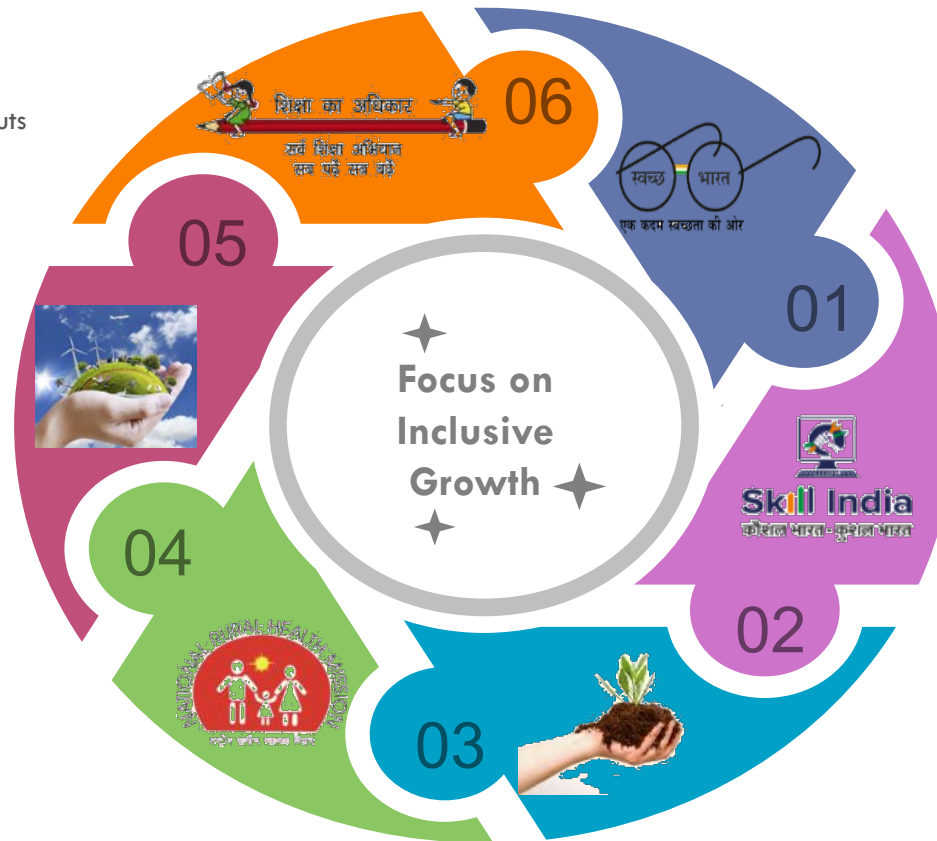 uts
06
शिक्षा का अधिकार
सर्व शिक्षा अभियान
सब पढ़ें सब बढ़ें
स्वच्छ भारत
एक कदम स्वच्छता की ओर
05
01
Focus on
Inclusive
Growth
Skill India
कौशल भारत - कुशल भारत
04
02
NATIONAL RURAL HEALTH MISSION
03